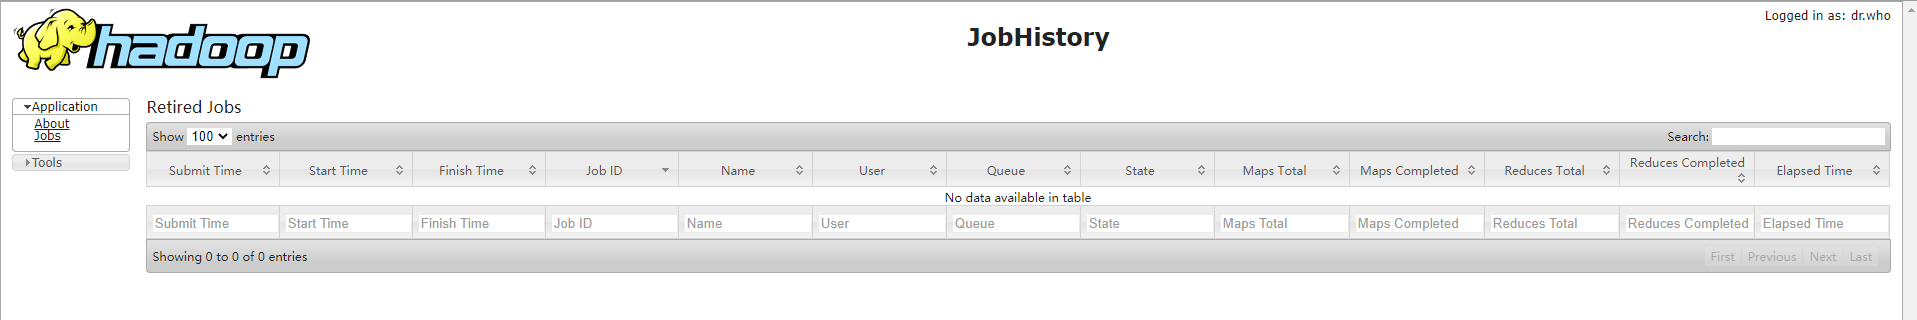 Logged in as: dr.who
hadoop
JobHistory
Application
About
Jobs
Tools
Retired Jobs
Show 100 entries
Search:
Submit Time Start Time Finish Time Job ID Name User Queue State Maps Total Maps Completed Reduces Total Reduces Completed Elapsed Time
No data available in table
Submit Time Start Time Finish Time Job ID Name User Queue State Maps Total Maps Completed Reduces Total Reduces Completed Elapsed Time
Showing 0 to 0 of 0 entries
First Previous Next Last